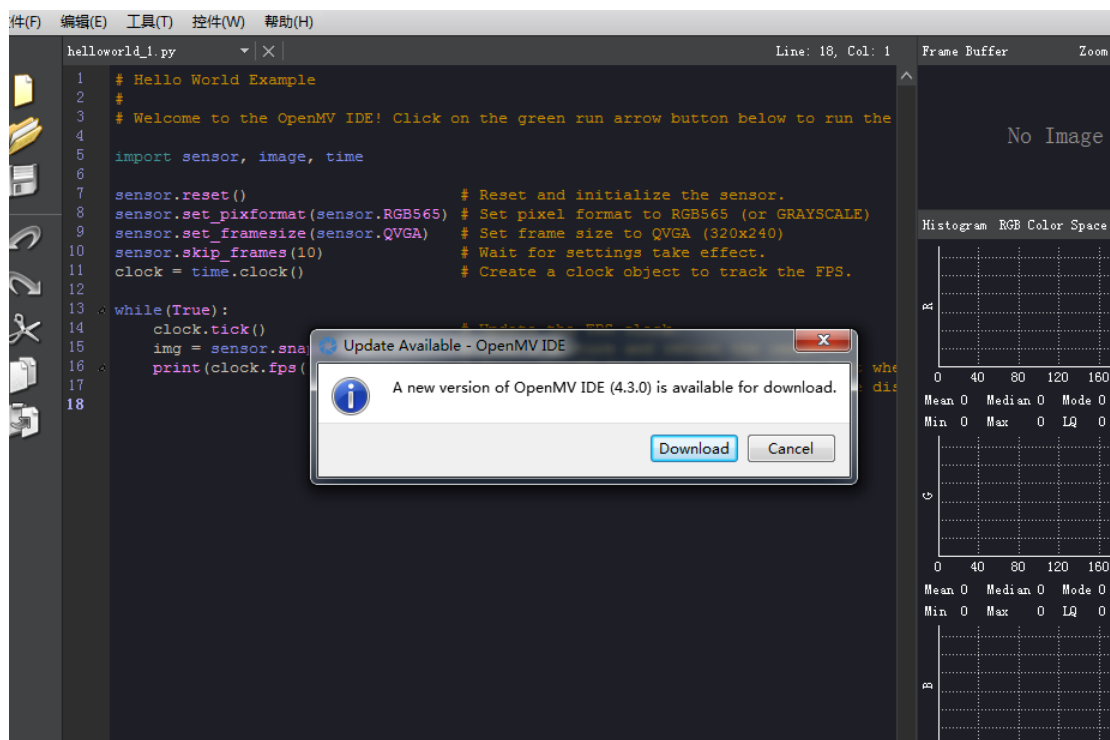 件(F) 编辑(E) 工具(T) 控件(W) 帮助(H)
helloworld_1.py Line: 18, Col: 1 Frame Buffer Zoom
1 # Hello World Example
2 #
3 # Welcome to the OpenMV IDE! Click on the green run arrow button below to run the
4
5 import sensor, image, time
6
7 sensor.reset() # Reset and initialize the sensor.
8 sensor.set_pixformat(sensor.RGB565) # Set pixel format to RGB565 (or GRAYSCALE)
9 sensor.set_framesize(sensor.QVGA) # Set frame size to QVGA (320x240)
10 sensor.skip_frames(10) # Wait for settings take effect.
11 clock = time.clock() # Create a clock object to track the FPS.
12
13 while(True):
14 clock.tick() # Update the FPS clock.
15 img = sensor.sna
16 print(clock.fps( whe
17 dis
18
Update Available - OpenMV IDE
A new version of OpenMV IDE (4.3.0) is available for download.
Download Cancel
No Image
Histogram RGB Color Space
R
0 40 80 120 160
Mean 0 Median 0 Mode 0
Min 0 Max 0 LQ 0
G
0 40 80 120 160
Mean 0 Median 0 Mode 0
Min 0 Max 0 LQ 0
B